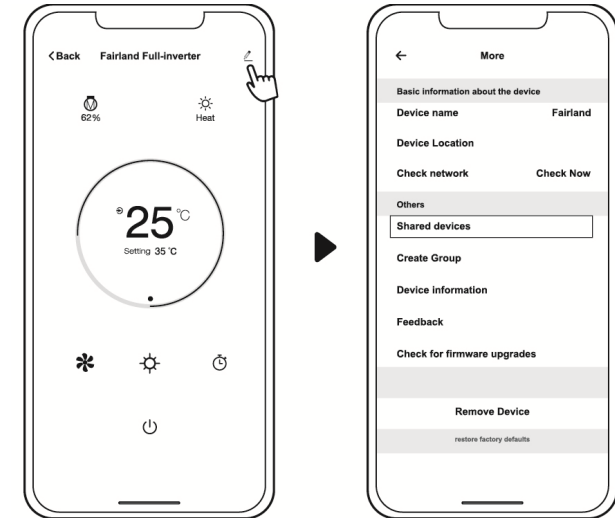 <Back Fairland Full-inverter
62%
Heat
25°C
Setting 35 °C
← More
Basic information about the device
Device name Fairland
Device Location
Check network Check Now
Others
Shared devices
Create Group
Device information
Feedback
Check for firmware upgrades
Remove Device
restore factory defaults